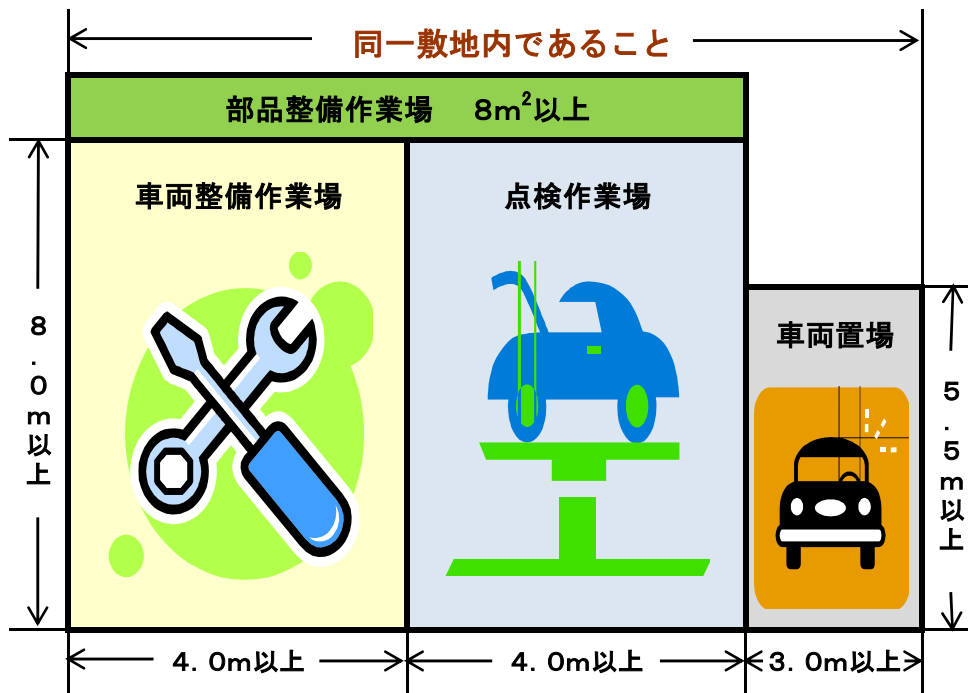 同一敷地内であること
部品整備作業場　8m²以上
車両整備作業場
点検作業場
車両置場
8.0m以上
5.5m以上
4.0m以上
4.0m以上
3.0m以上